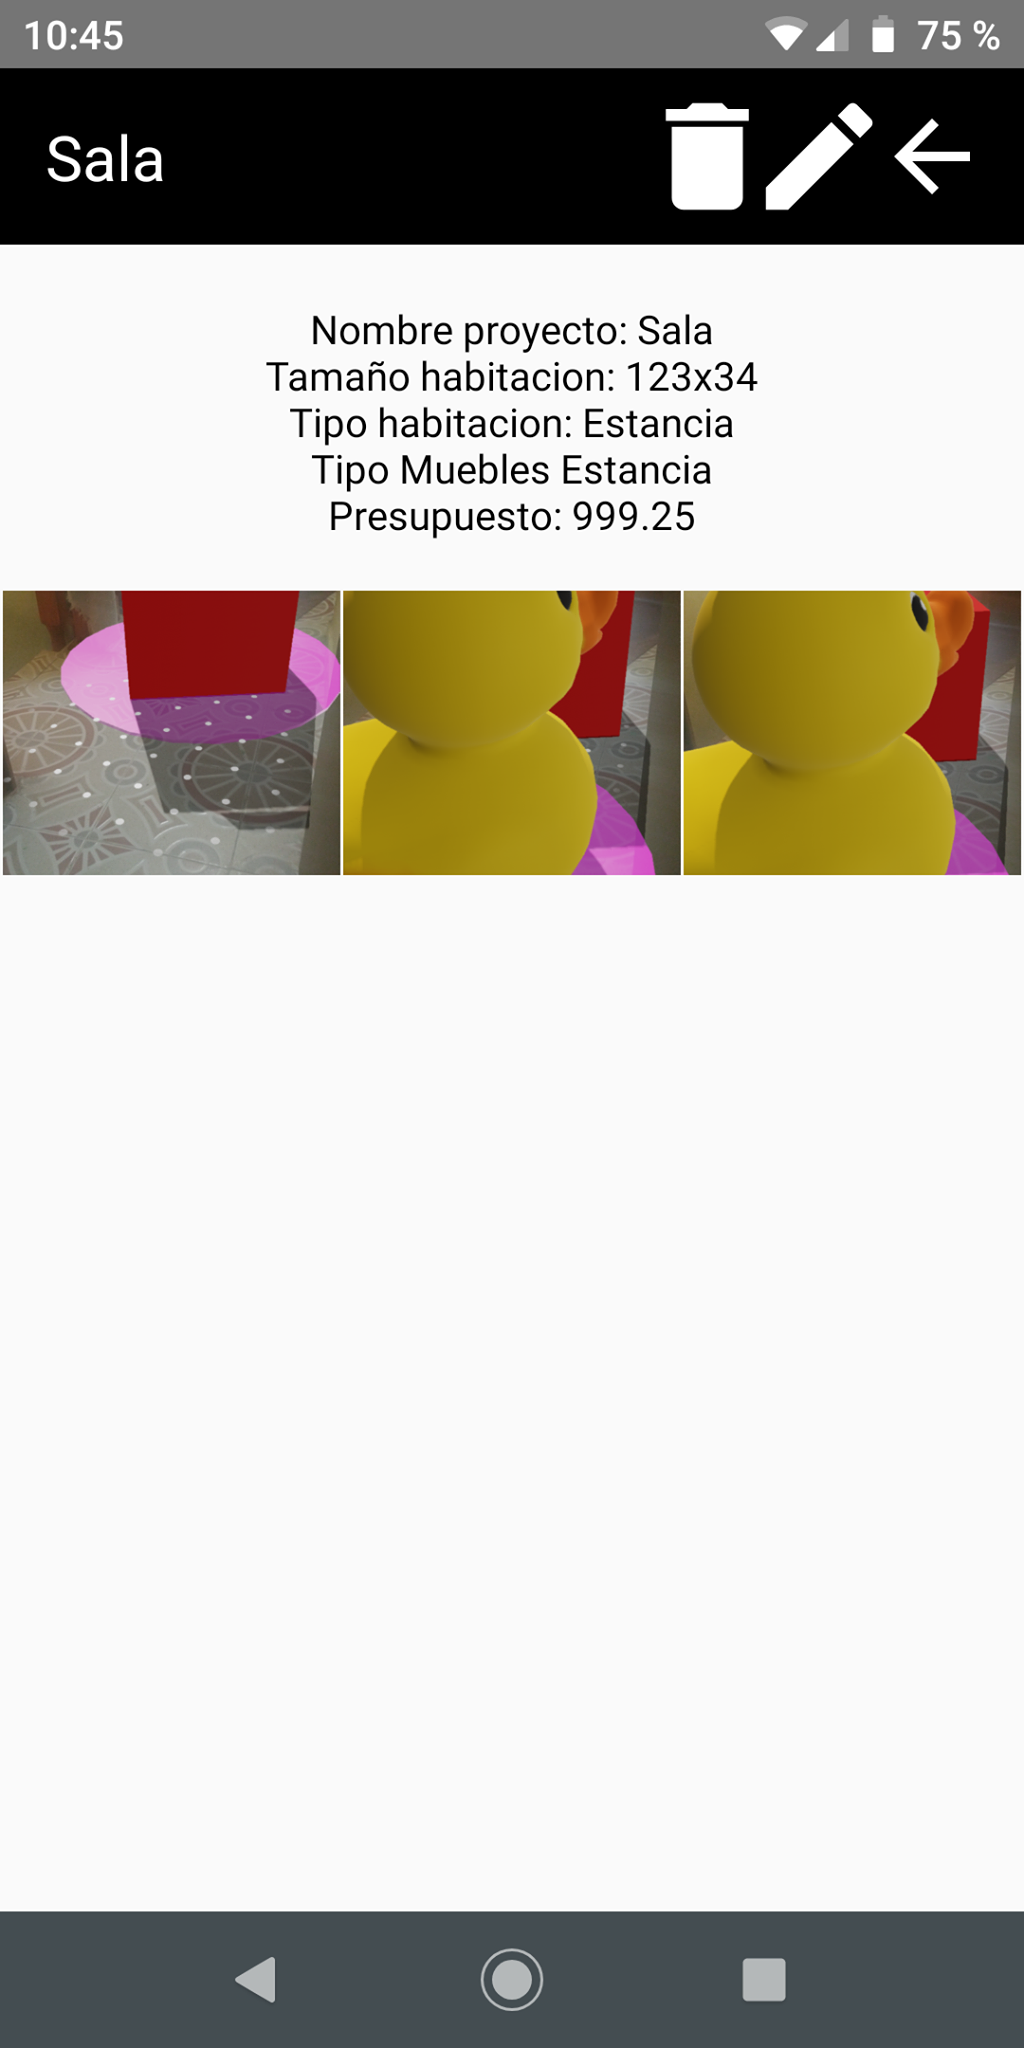 10:45
75 %
Sala
Nombre proyecto: Sala
Tamaño habitacion: 123x34
Tipo habitacion: Estancia
Tipo Muebles Estancia
Presupuesto: 999.25